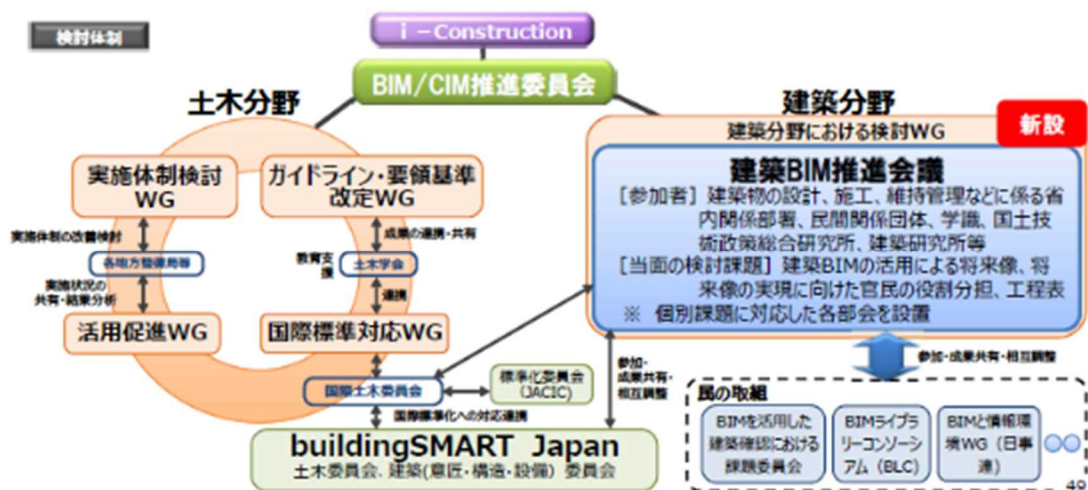 検討体制
i-Construction
BIM/CIM推進委員会
土木分野
実施体制検討
WG
ガイドライン・要領基準
改定WG
実施体制の改善検討
成果の連携・共有
各地方整備局等
教育支
援
土木学会
実施状況の
共有・結果分析
連携
活用促進WG
国際標準対応WG
国際土木委員会
標準化委員会
(JACIC)
国際標準化への対応連携
buildingSMART Japan
土木委員会、建築(意匠・構造・設備)委員会
建築分野
新設
建築分野における検討WG
建築BIM推進会議
[参加者]建築物の設計、施工、維持管理などに係る省
内関係部署、民間関係団体、学識、国土技
術政策総合研究所、建築研究所等
[当面の検討課題]建築BIMの活用による将来像、将
来像の実現に向けた官民の役割分担、工程表
※ 個別課題に対応した各部会を設置
参加・
成果共有・
相互調整
参加・成果共有・相互調整
民の取組
BIMを活用した
建築確認における
課題委員会
BIMライブラ
リーコンソーシ
アム(BLC)
BIMと情報環
境WG(日事
連)
49